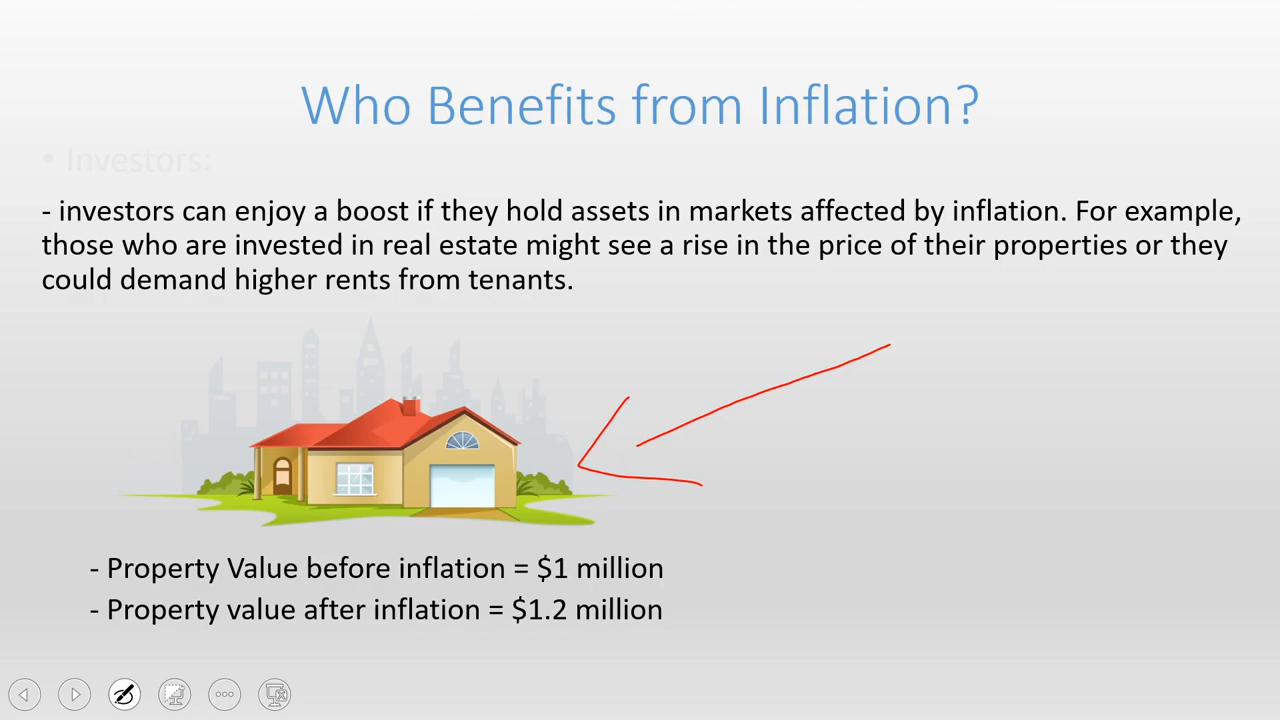 Who Benefits from Inflation?
• Investors:
- investors can enjoy a boost if they hold assets in markets affected by inflation. For example,
those who are invested in real estate might see a rise in the price of their properties or they
could demand higher rents from tenants.
- Property Value before inflation = $1 million
- Property value after inflation = $1.2 million